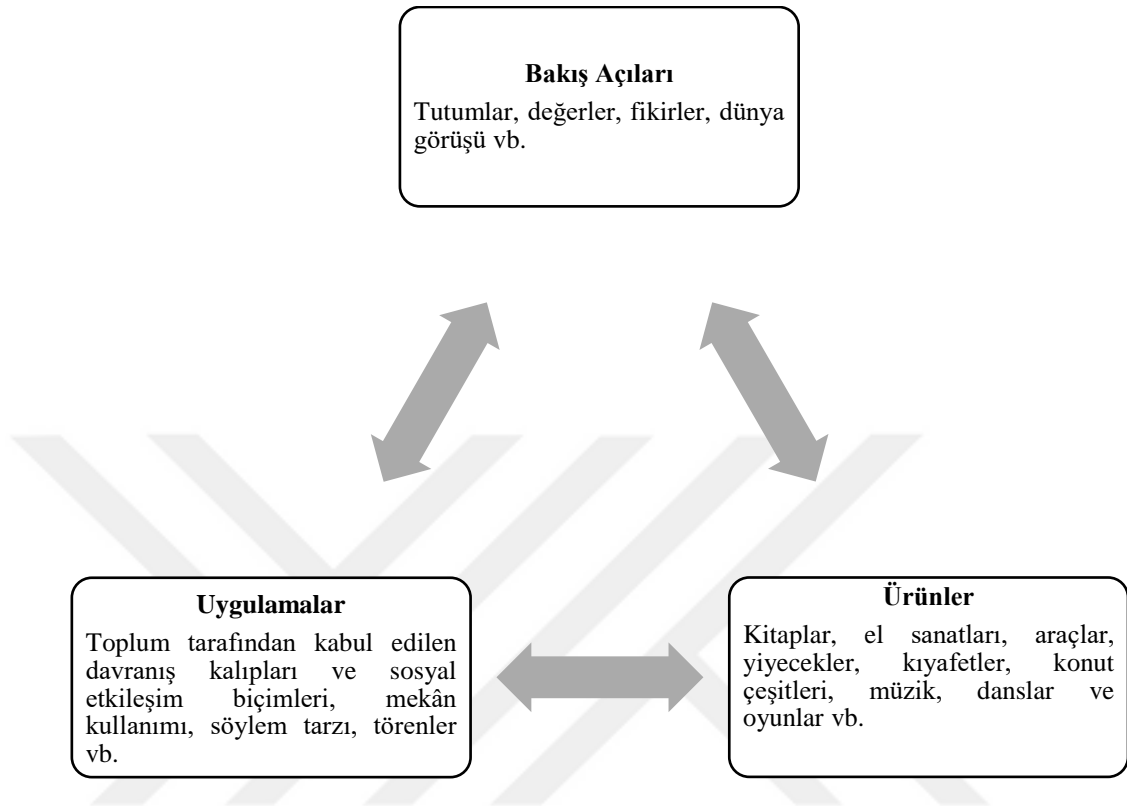 Bakış Açıları
Tutumlar, değerler, fikirler, dünya
görüşü vb.
Uygulamalar
Toplum tarafından kabul edilen
davranış kalıpları ve sosyal
etkileşim biçimleri, mekân
kullanımı, söylem tarzı, törenler
vb.
Ürünler
Kitaplar, el sanatları, araçlar,
yiyecekler, kıyafetler, konut
çeşitleri, müzik, danslar ve
oyunlar vb.